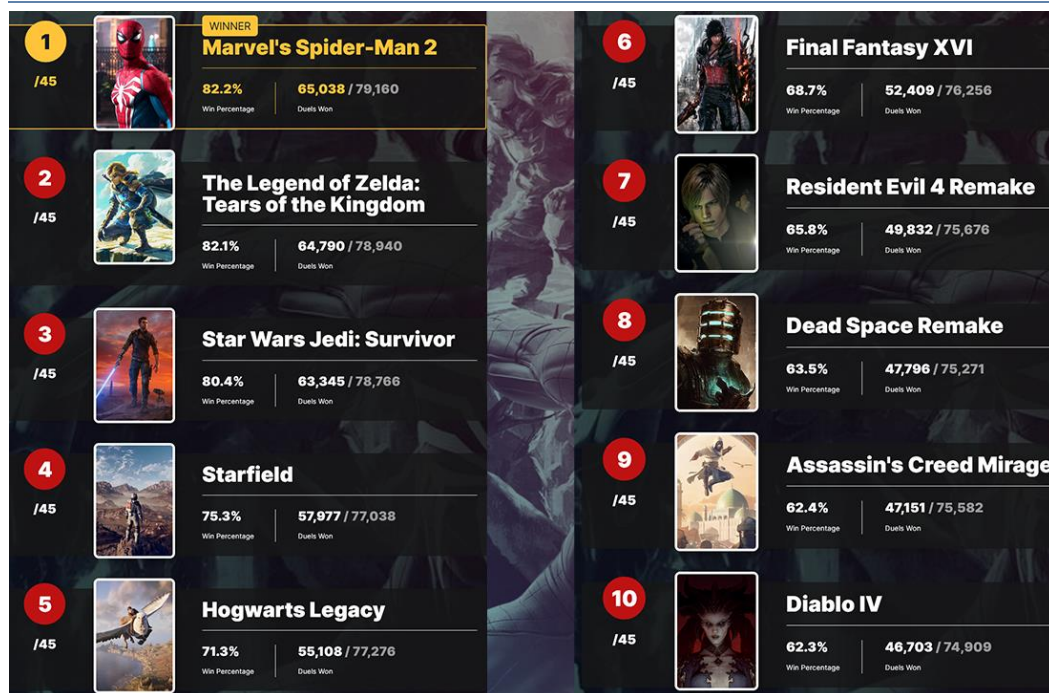 1
/45
WINNER
Marvel's Spider-Man 2
82.2%
65,038 / 79,160
Win Percentage
Duels Won
2
/45
The Legend of Zelda:
Tears of the Kingdom
82.1%
64,790 / 78,940
Win Percentage
Duels Won
3
/45
Star Wars Jedi: Survivor
80.4%
63,345 / 78,766
Win Percentage
Duels Won
4
/45
Starfield
75.3%
57,977 / 77,038
Win Percentage
Duels Won
5
/45
Hogwarts Legacy
71.3%
55,108 / 77,276
Win Percentage
Duels Won
6
/45
Final Fantasy XVI
68.7%
52,409 / 76,256
Win Percentage
Duels Won
7
/45
Resident Evil 4 Remake
65.8%
49,832 / 75,676
Win Percentage
Duels Won
8
/45
Dead Space Remake
63.5%
47,796 / 75,271
Win Percentage
Duels Won
9
/45
Assassin's Creed Mirage
62.4%
47,151 / 75,582
Win Percentage
Duels Won
10
/45
Diablo IV
62.3%
46,703 / 74,909
Win Percentage
Duels Won